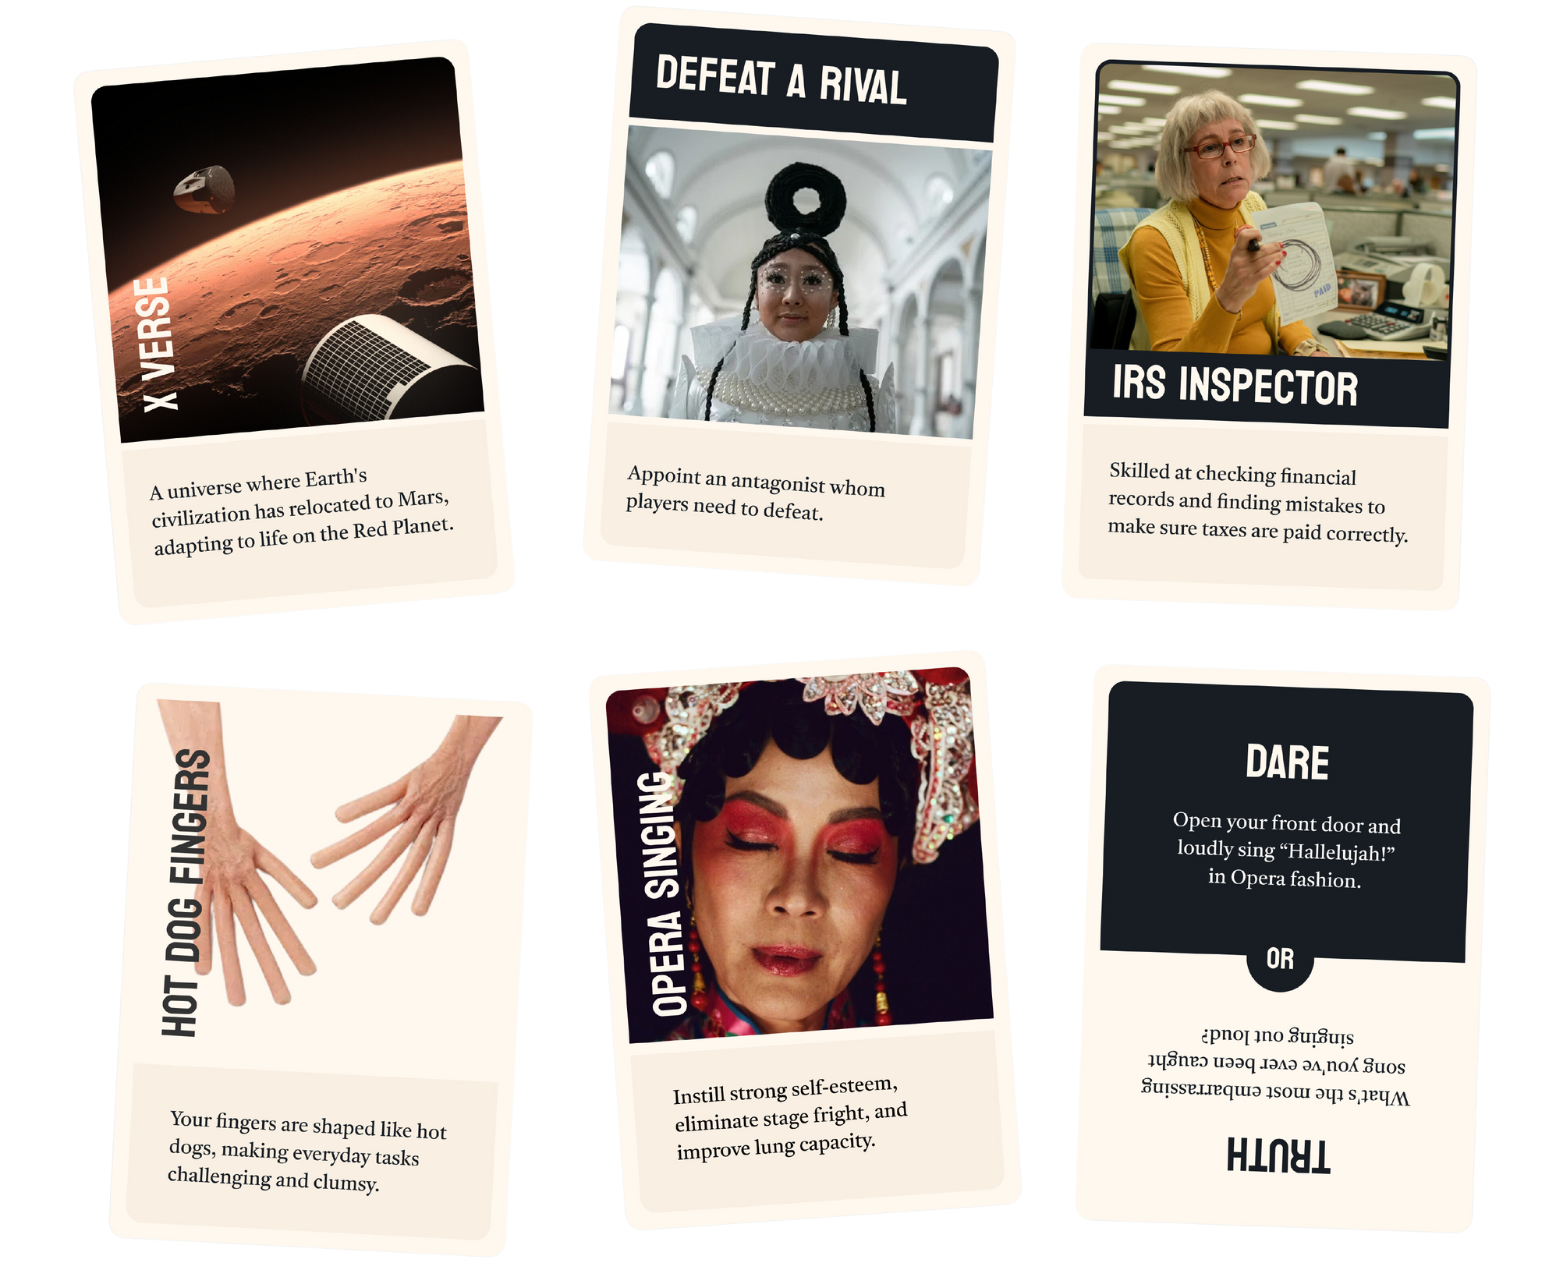 X VERSE
A universe where Earth's
civilization has relocated to Mars,
adapting to life on the Red Planet.
DEFEAT A RIVAL
Appoint an antagonist whom
players need to defeat.
PAID
IRS INSPECTOR
Skilled at checking financial
records and finding mistakes to
make sure taxes are paid correctly.
HOT DOG FINGERS
Your fingers are shaped like hot
dogs, making everyday tasks
challenging and clumsy.
OPERA SINGING
Instill strong self-esteem,
eliminate stage fright, and
improve lung capacity.
DARE
Open your front door and
loudly sing “Hallelujah!”
in Opera fashion.
OR
TRUTH
What's the most embarrassing
song you've ever been caught
singing out loud?